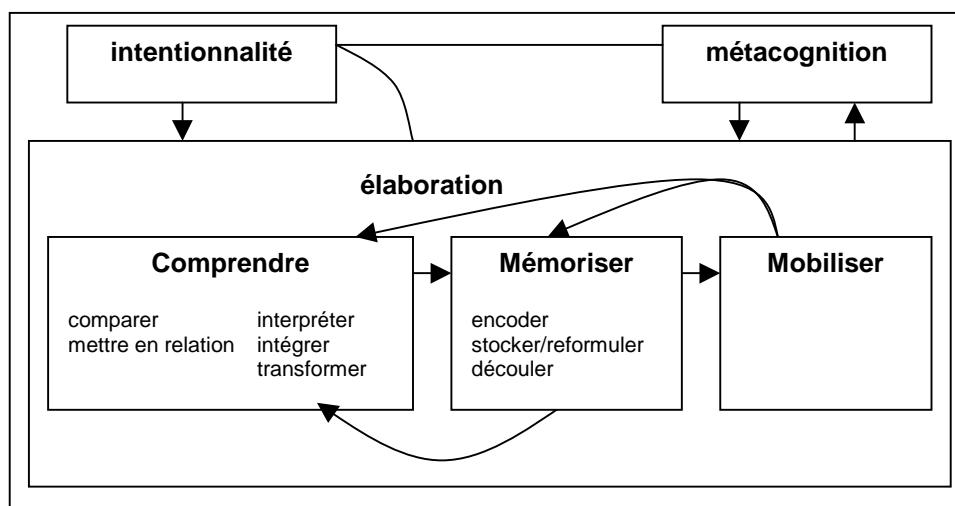 intentionnalité
métacognition
élaboration
Comprendre
comparer
mettre en relation
interpréter
intégrer
transformer
Mémoriser
encoder
stocker/reformuler
découler
Mobiliser